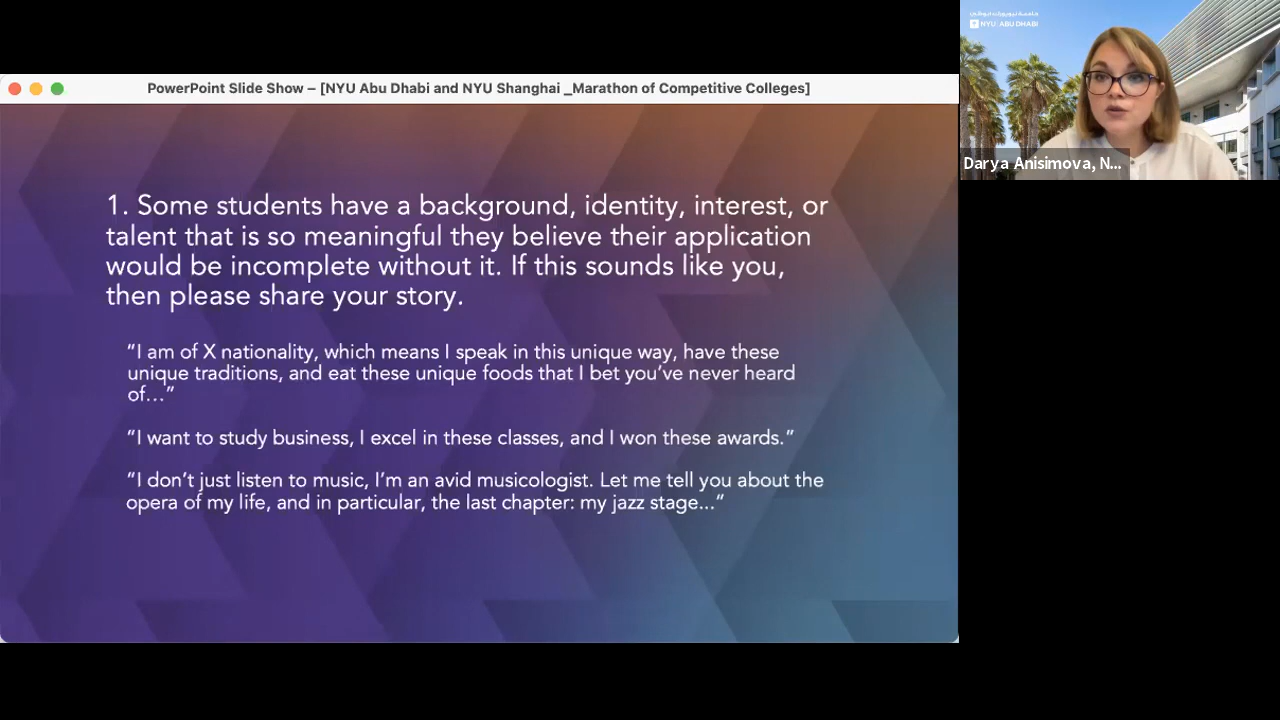 PowerPoint Slide Show – [NYU Abu Dhabi and NYU Shanghai _Marathon of Competitive Colleges]
1. Some students have a background, identity, interest, or
talent that is so meaningful they believe their application
would be incomplete without it. If this sounds like you,
then please share your story.
“I am of X nationality, which means I speak in this unique way, have these
unique traditions, and eat these unique foods that I bet you’ve never heard
of…”
“I want to study business, I excel in these classes, and I won these awards.”
“I don’t just listen to music, I’m an avid musicologist. Let me tell you about the
opera of my life, and in particular, the last chapter: my jazz stage...“
جامعة نيويورك أبوظبي
NYU ABU DHABI
Darya Anisimova, N...